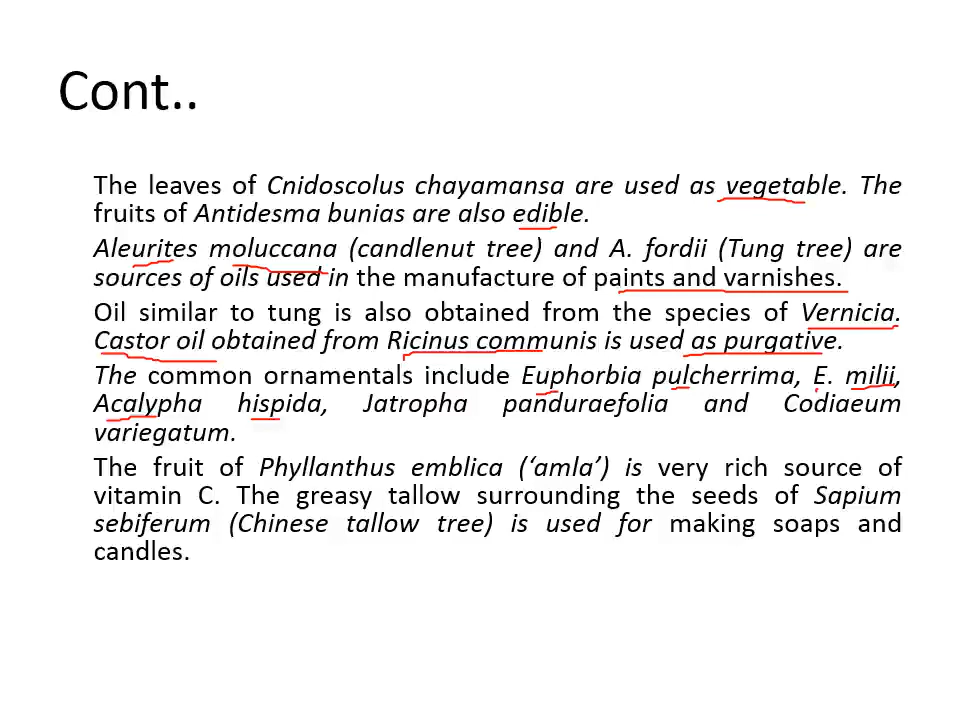 Cont..
The leaves of Cnidoscolus chayamansa are used as vegetable. The
fruits of Antidesma bunias are also edible.
Aleurites moluccana (candlenut tree) and A. fordii (Tung tree) are
sources of oils used in the manufacture of paints and varnishes.
Oil similar to tung is also obtained from the species of Vernicia.
Castor oil obtained from Ricinus communis is used as purgative.
The common ornamentals include Euphorbia pulcherrima, E. milii,
Acalypha hispida, Jatropha panduraefolia and Codiaeum
variegatum.
The fruit of Phyllanthus emblica (‘amla’) is very rich source of
vitamin C. The greasy tallow surrounding the seeds of Sapium
sebiferum (Chinese tallow tree) is used for making soaps and
candles.